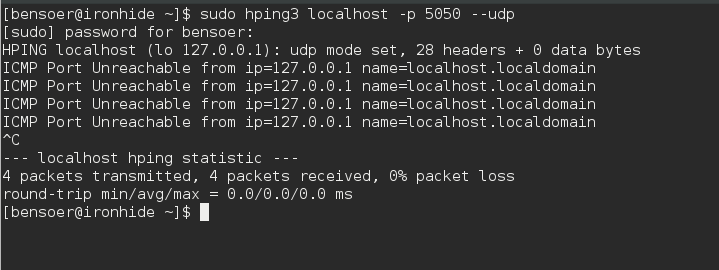 [bensoer@ironhide ~]$ sudo hping3 localhost -p 5050 --udp
[sudo] password for bensoer:
HPING localhost (lo 127.0.0.1): udp mode set, 28 headers + 0 data bytes
ICMP Port Unreachable from ip=127.0.0.1 name=localhost.localdomain
ICMP Port Unreachable from ip=127.0.0.1 name=localhost.localdomain
ICMP Port Unreachable from ip=127.0.0.1 name=localhost.localdomain
ICMP Port Unreachable from ip=127.0.0.1 name=localhost.localdomain
^C
--- localhost hping statistic ---
4 packets transmitted, 4 packets received, 0% packet loss
round-trip min/avg/max = 0.0/0.0/0.0 ms
[bensoer@ironhide ~]$